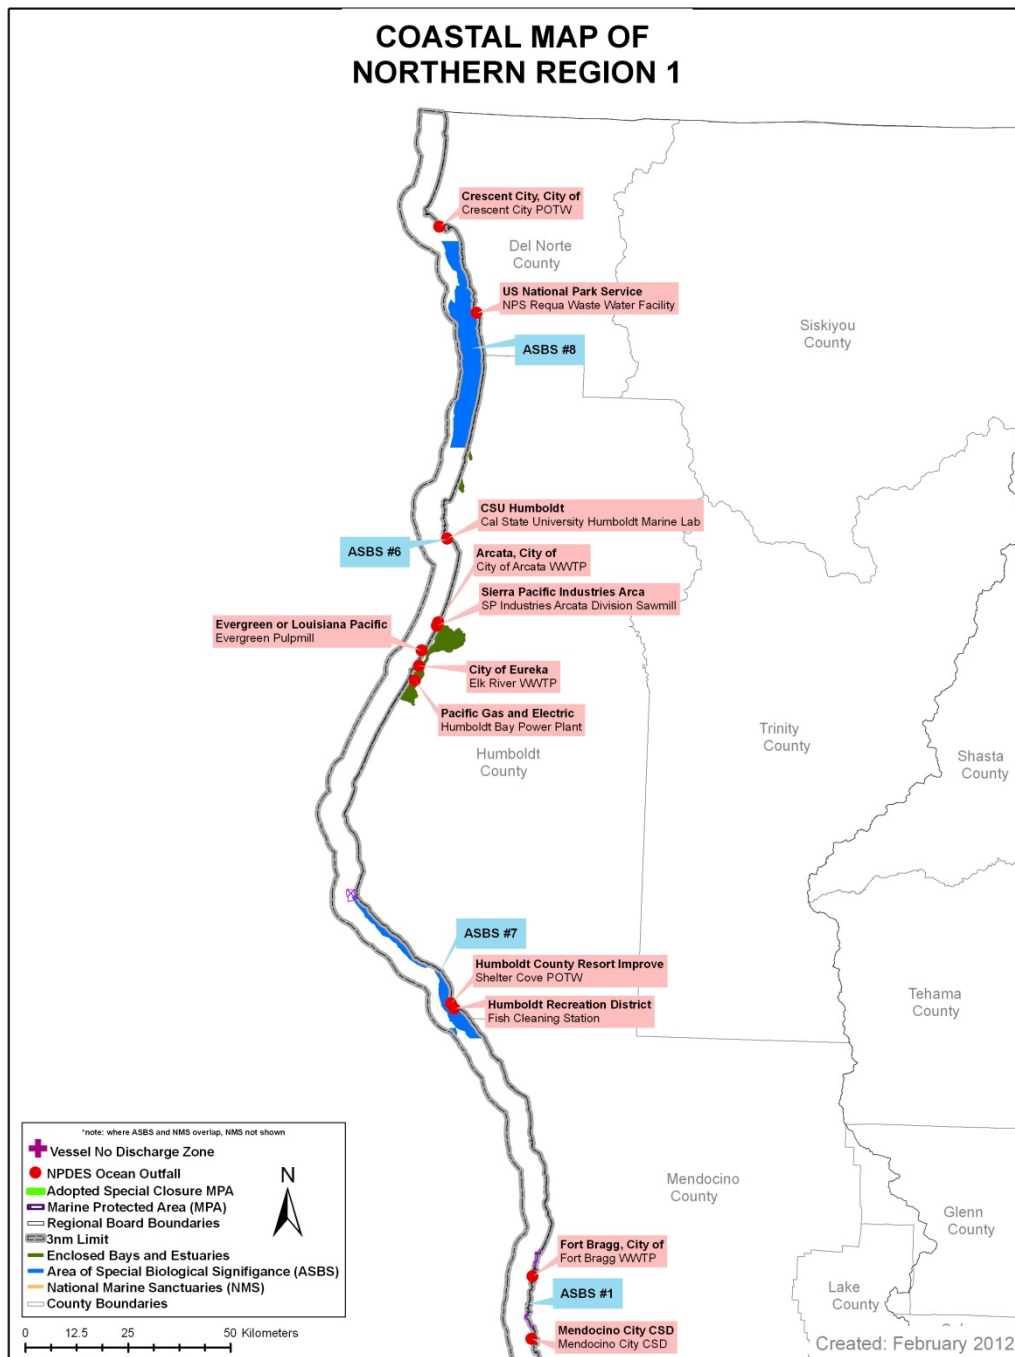 COASTAL MAP OF
NORTHERN REGION 1
Crescent City, City of
Crescent City POTW
Del Norte
County
US National Park Service
NPS Requa Waste Water Facility
Siskiyou
County
ASBS #8
CSU Humboldt
Cal State University Humboldt Marine Lab
ASBS #6
Arcata, City of
City of Arcata WWTP
Sierra Pacific Industries Arca
SP Industries Arcata Division Sawmill
Evergreen or Louisiana Pacific
Evergreen Pulpmill
City of Eureka
Elk River WWTP
Pacific Gas and Electric
Humboldt Bay Power Plant
Trinity
County
Humboldt
County
Shasta
County
ASBS #7
Humboldt County Resort Improve
Shelter Cove POTW
Humboldt Recreation District
Fish Cleaning Station
Tehama
County
*note: where ASBS and NMS overlap, NMS not shown
Vessel No Discharge Zone
NPDES Ocean Outfall
Adopted Special Closure MPA
Marine Protected Area (MPA)
Regional Board Boundaries
3nm Limit
Enclosed Bays and Estuaries
Area of Special Biological Signifigance (ASBS)
National Marine Sanctuaries (NMS)
County Boundaries
N
Mendocino
County
Glenn
County
Fort Bragg, City of
Fort Bragg WWTP
ASBS #1
Lake
County
Mendocino City CSD
Mendocino City CSD
0 12.5 25 50 Kilometers
Created: February 2012